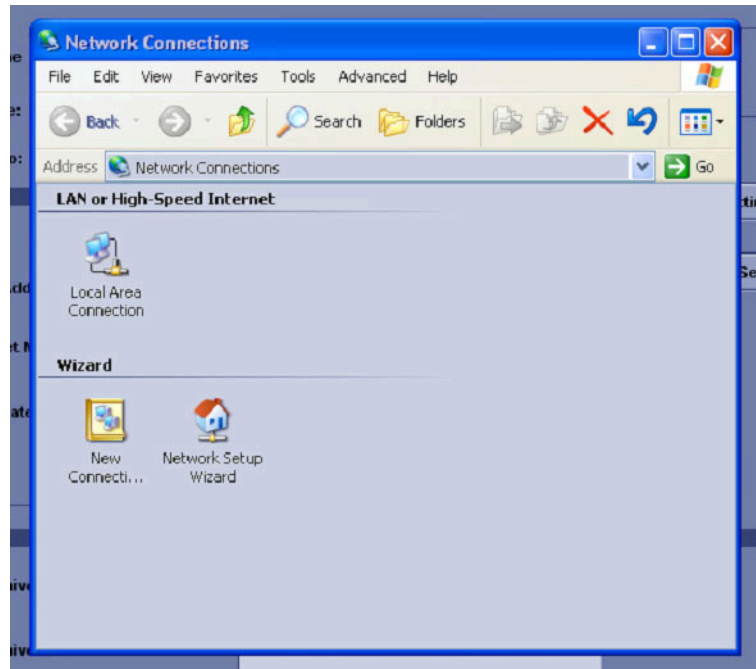 Network Connections
File Edit View Favorites Tools Advanced Help
Back Search Folders
Address Network Connections Go
LAN or High-Speed Internet
Local Area
Connection
Wizard
New Network Setup
Connecti... Wizard